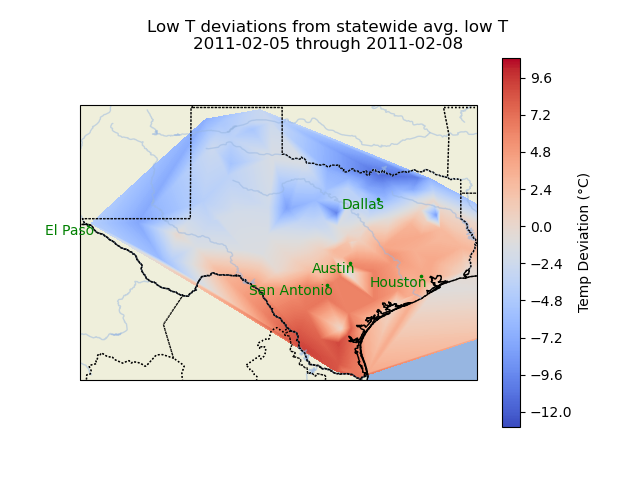 Low T deviations from statewide avg. low T
2011-02-05 through 2011-02-08
9.6
7.2
4.8
2.4
0.0
−2.4
−4.8
−7.2
−9.6
−12.0
Temp Deviation (°C)
Dallas
El Paso
Austin
Houston
San Antonio